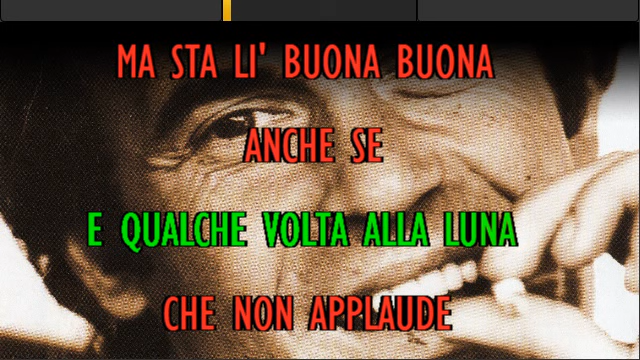 MA STA LI' BUONA BUONA
ANCHE SE
E QUALCHE VOLTA ALLA LUNA
CHE NON APPLAUDE